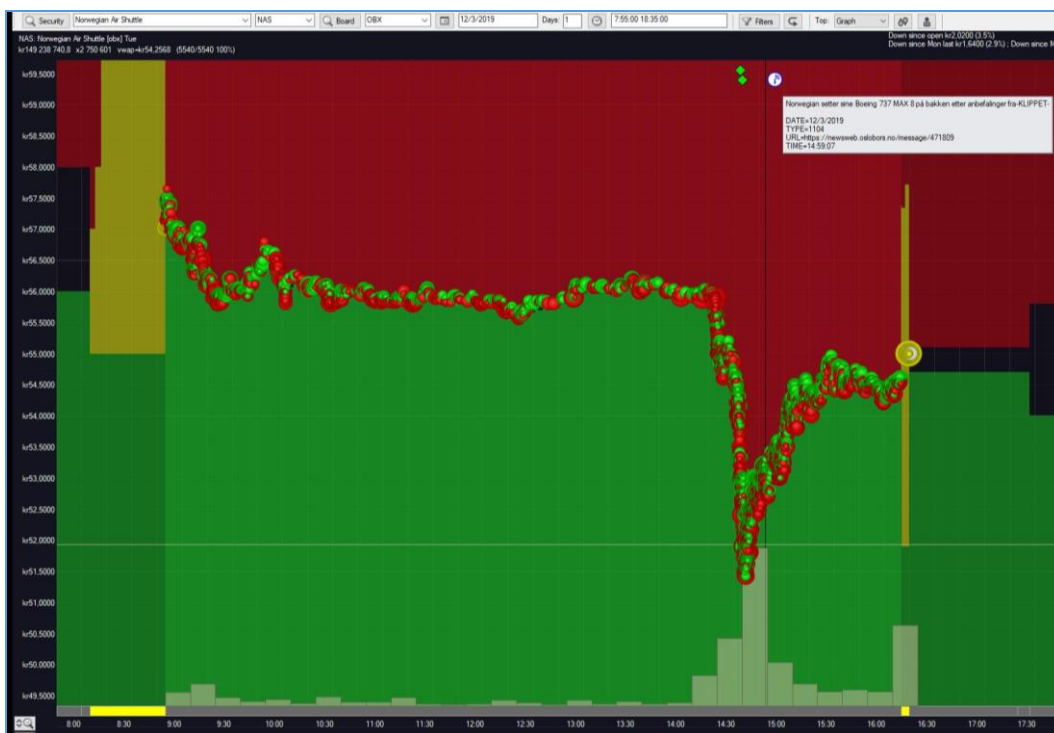 Security Norwegian Air Shuttle NAS Board OBX 12/3/2019 Days: 1 7:55:00 18:35:00 Filters Top: Graph
NAS: Norwegian Air Shuttle [obx] Tue
kr149 238 740.8 x2 750 601 vwap=kr54.2568 (5540/5540 100%)
Down since open kr2,0200 (3.5%)
Down since Mon last kr1,6400 (2.9%) ; Down since M
kr59,5000
kr59,0000
kr58,5000
kr58,0000
kr57,5000
kr57,0000
kr56,5000
kr56,0000
kr55,5000
kr55,0000
kr54,5000
kr54,0000
kr53,5000
kr53,0000
kr52,5000
kr52,0000
kr51,5000
kr51,0000
kr50,5000
kr50,0000
kr49,5000
Norwegian setter sine Boeing 737 MAX 8 på bakken etter anbefalinger fra-KLIPPET-
DATE=12/3/2019
TYPE=1104
URL=https://newsweb.oslobors.no/message/471809
TIME=14:59:07
8:00 8:30 9:00 9:30 10:00 10:30 11:00 11:30 12:00 12:30 13:00 13:30 14:00 14:30 15:00 15:30 16:00 16:30 17:00 17:30